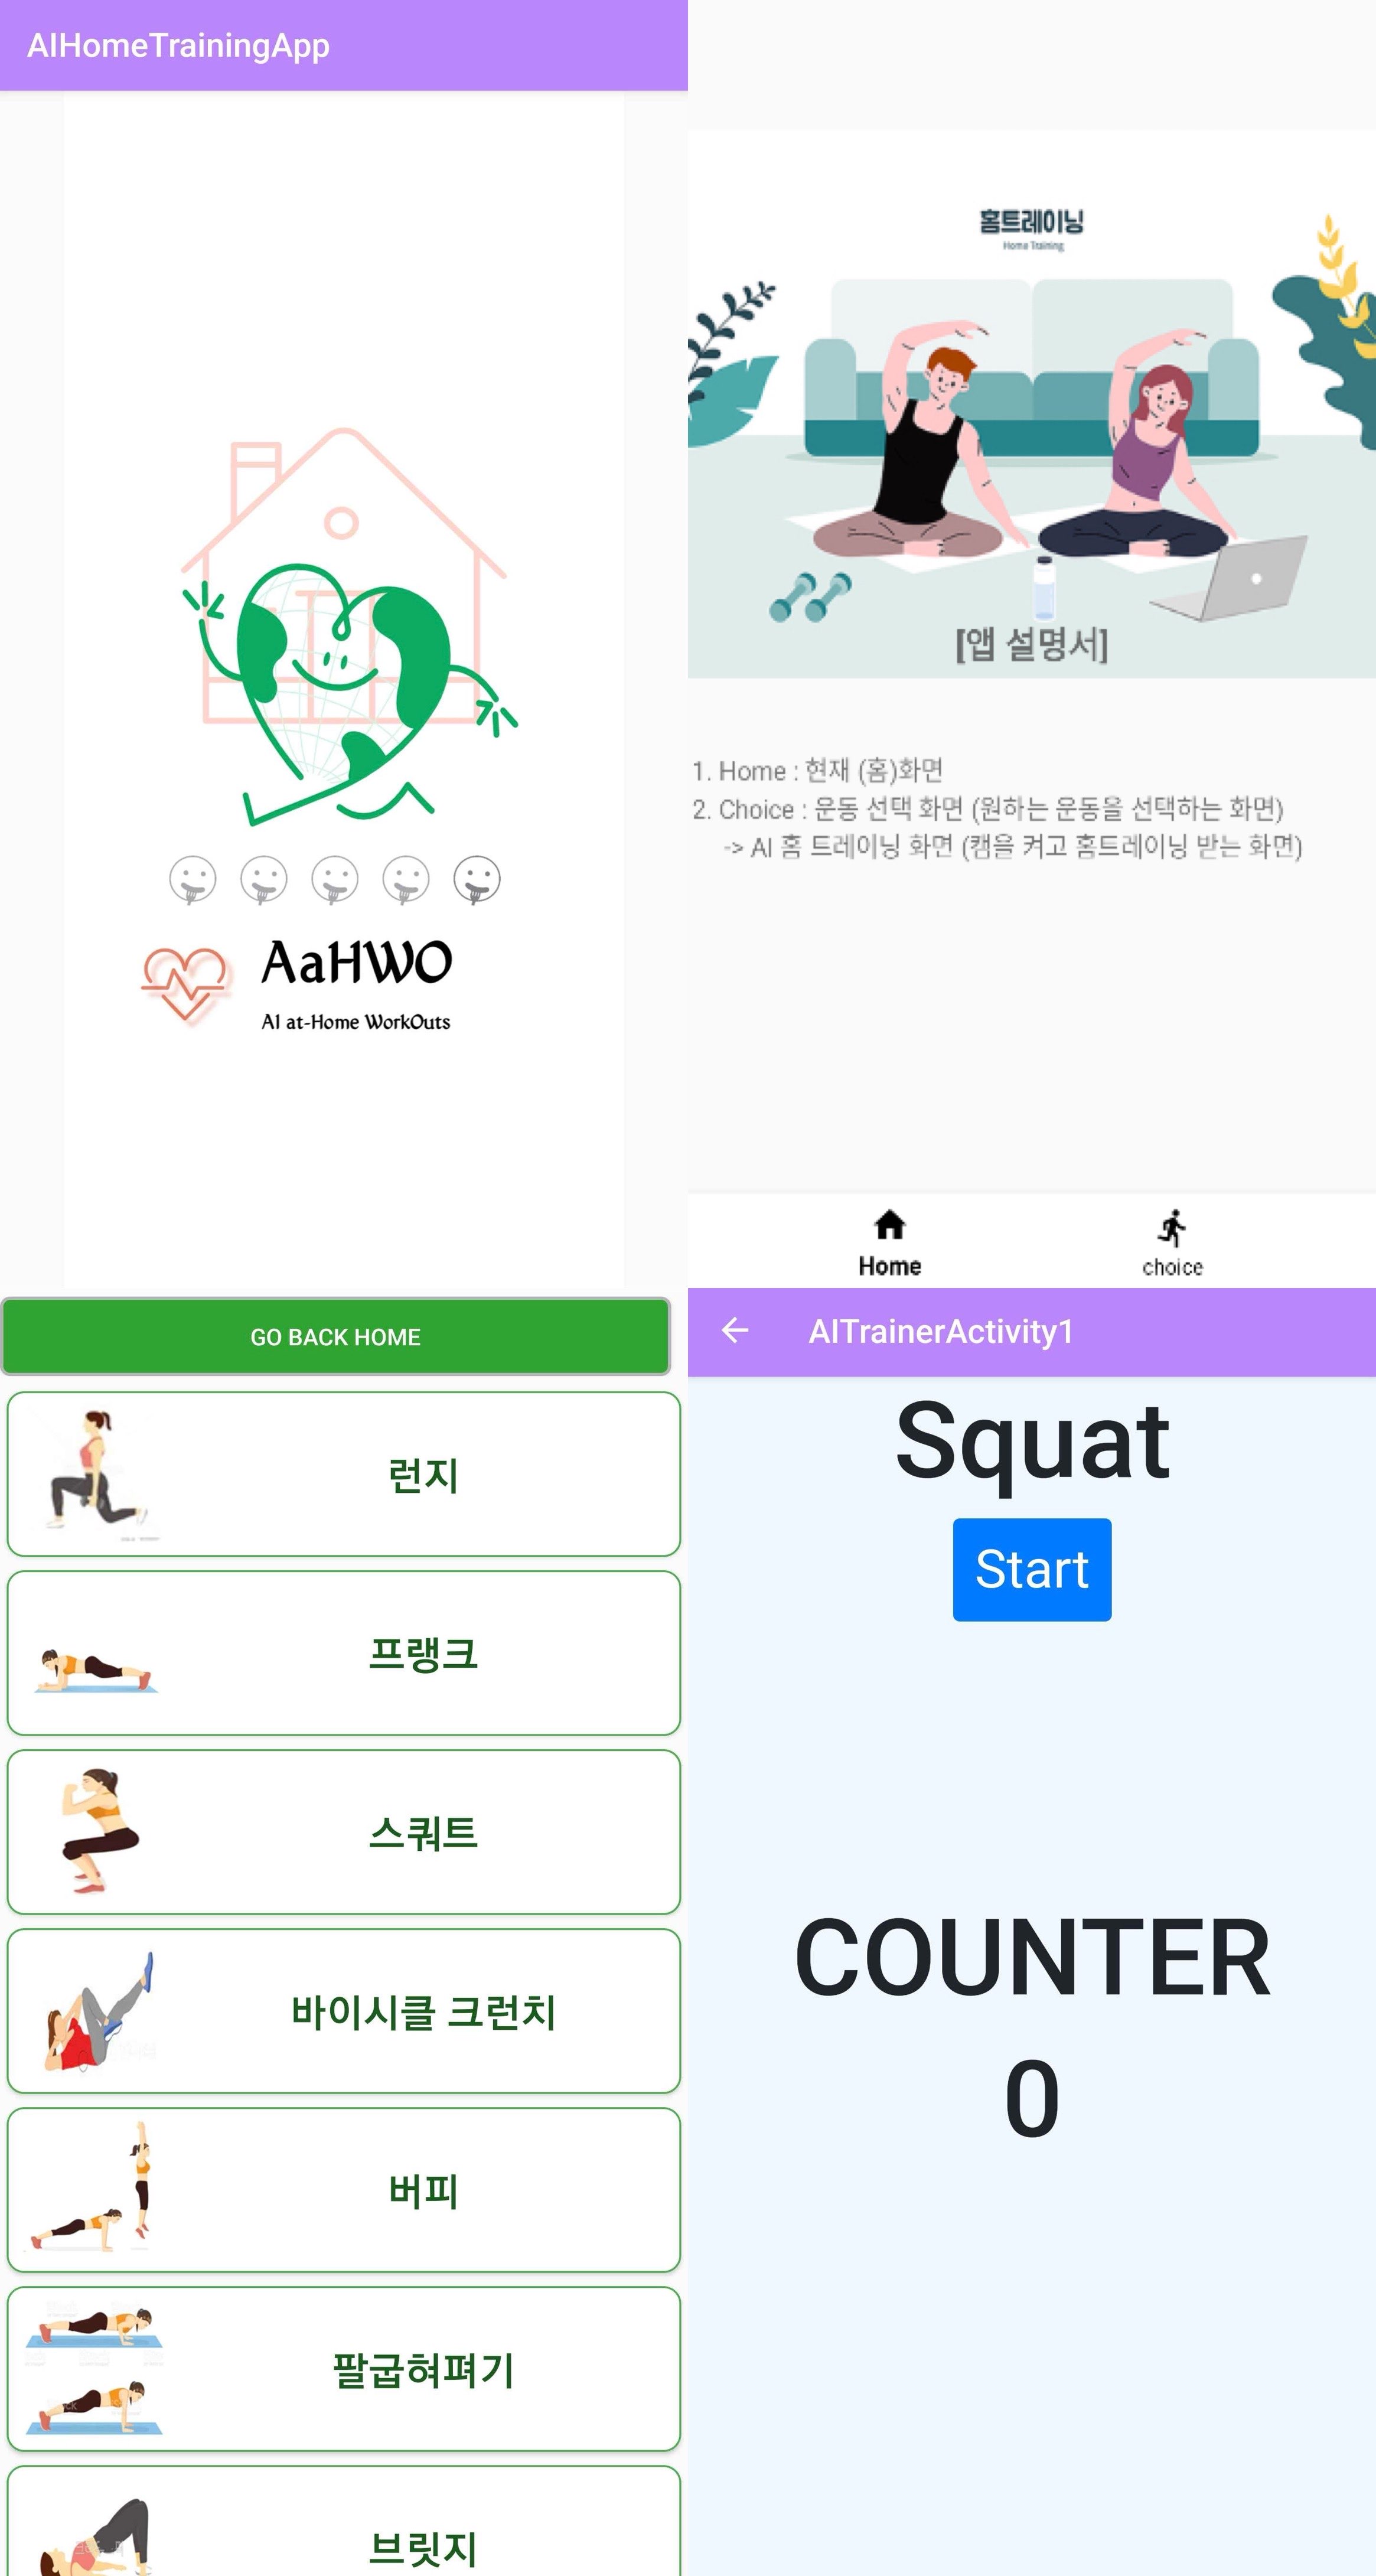 AIHomeTrainingApp
AaHWO
AI at-Home WorkOuts
홈트레이닝
Home Training
[앱 설명서]
1. Home : 현재 (홈)화면
2. Choice : 운동 선택 화면 (원하는 운동을 선택하는 화면)
-> AI 홈 트레이닝 화면 (캠을 켜고 홈트레이닝 받는 화면)
Home
choice
GO BACK HOME
런지
프랭크
스쿼트
바이시클 크런치
버피
팔굽혀펴기
브릿지
AITrainerActivity1
Squat
Start
COUNTER
0